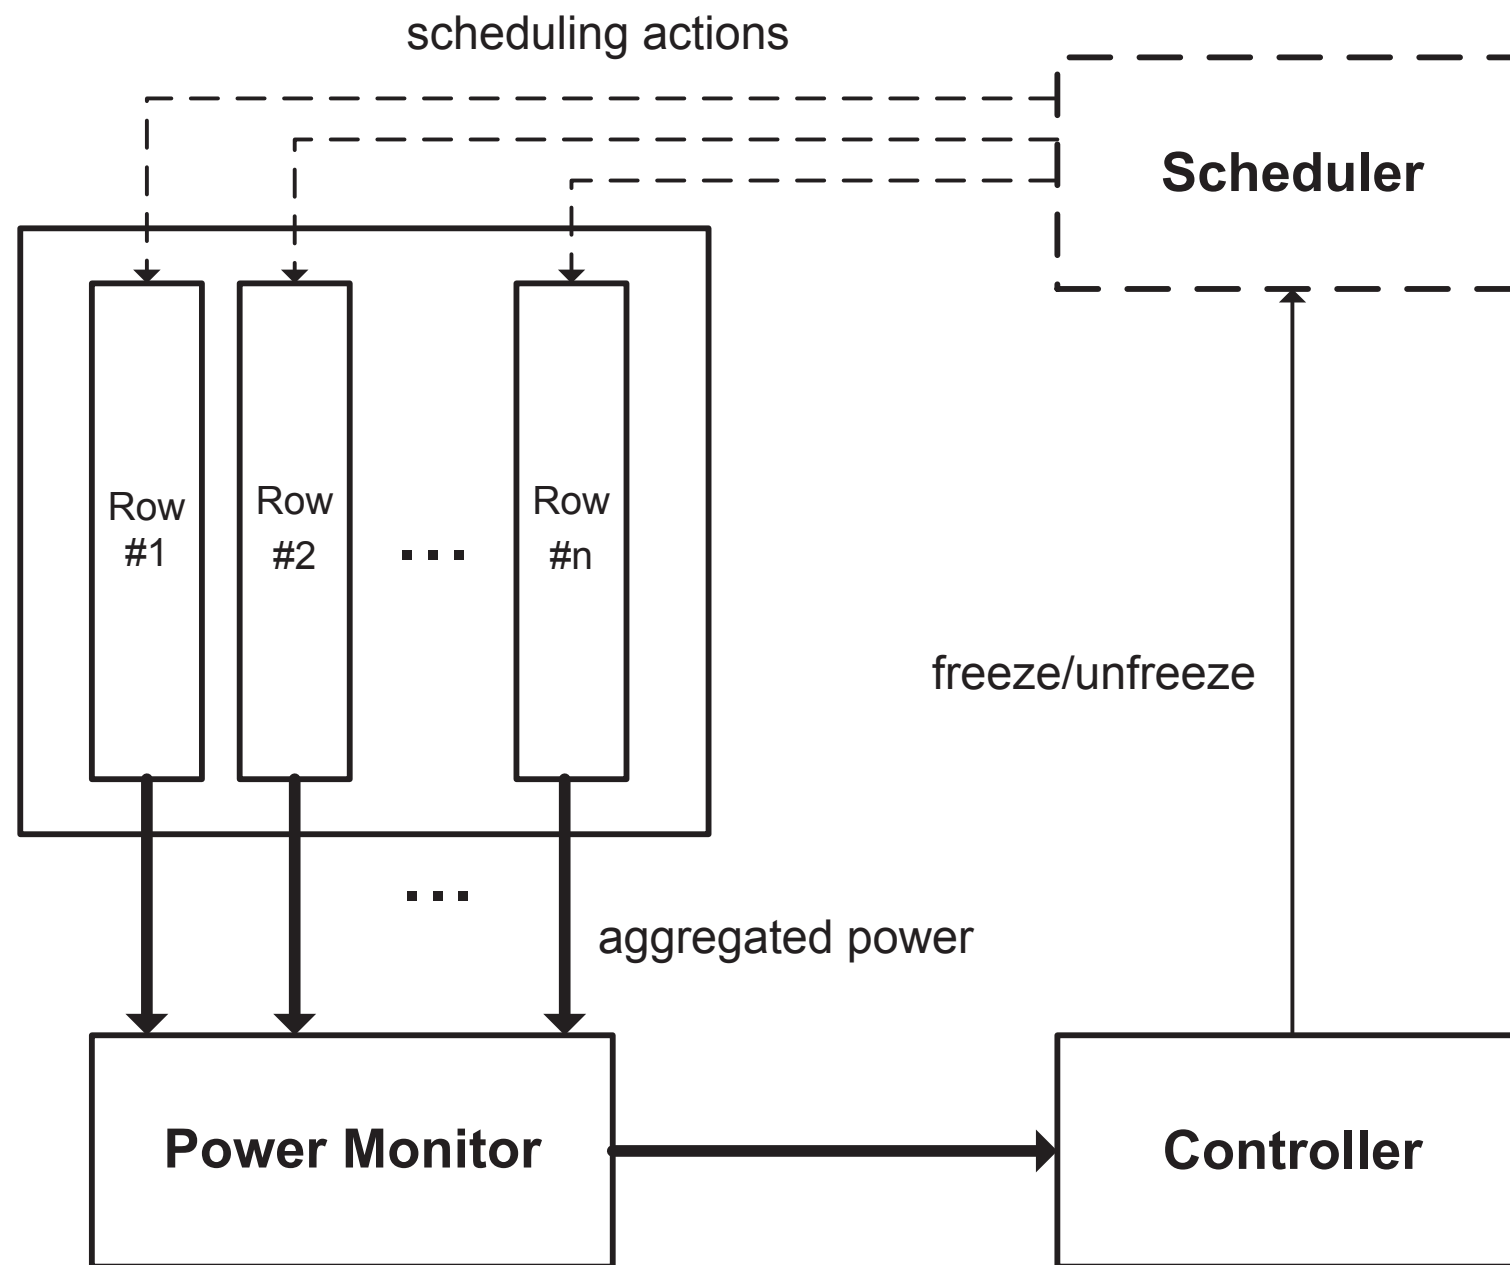 scheduling actions
Scheduler
Row
#1
Row
#2
...
Row
#n
freeze/unfreeze
...
aggregated power
Power Monitor
Controller